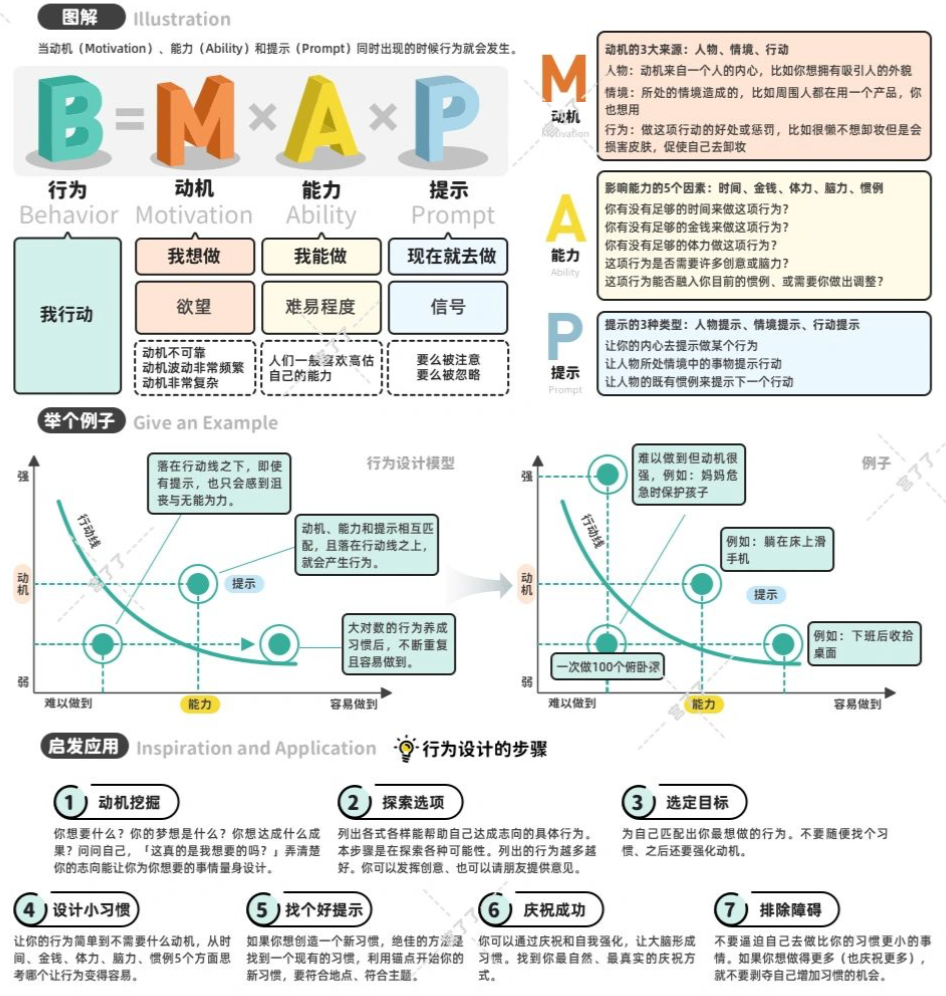 图解 Illustration
当动机（Motivation）、能力（Ability）和提示（Prompt）同时出现的时候行为就会发生。
B = M × A × P
行为 动机 能力 提示
Behavior Motivation Ability Prompt
我行动
我想做 我能做 现在就去做
欲望 难易程度 信号
动机不可靠
动机波动非常频繁
动机非常复杂
人们一般喜欢高估
自己的能力
要么被注意
要么被忽略
M
动机
Motivation
动机的3大来源：人物、情境、行动
人物：动机来自一个人的内心，比如你想拥有吸引人的外貌
情境：所处的情境造成的，比如周围人都在用一个产品，你
也想用
行为：做这项行动的好处或惩罚，比如很懒不想卸妆但是会
损害皮肤，促使自己去卸妆
A
能力
Ability
影响能力的5个因素：时间、金钱、体力、脑力、惯例
你有没有足够的时间来做这项行为？
你有没有足够的金钱来做这项行为？
你有没有足够的体力做这项行为？
这项行为是否需要许多创意或脑力？
这项行为能否融入你目前的惯例、或需要你做出调整？
P
提示
Prompt
提示的3种类型：人物提示、情境提示、行动提示
让你的内心去提示做某个行为
让人物所处情境中的事物提示行动
让人物的既有惯例来提示下一个行动
举个例子 Give an Example
行为设计模型
强
动机
弱
行动线
落在行动线之下，即使
有提示，也只会感到沮
丧与无能为力。
动机、能力和提示相互匹
配，且落在行动线之上，
就会产生行为。
提示
大对数的行为养成
习惯后，不断重复
且容易做到。
难以做到 能力 容易做到
例子
强
动机
弱
行动线
难以做到但动机很
强，例如：妈妈危
急时保护孩子
例如：躺在床上滑
手机
提示
例如：下班后收拾
桌面
一次做100个俯卧撑
难以做到 能力 容易做到
启发应用 Inspiration and Application 行为设计的步骤
1 动机挖掘
你想要什么？你的梦想是什么？你想达成什么成
果？问问自己，「这真的是我想要的吗？」弄清楚
你的志向能让你为你想要的事情量身设计。
2 探索选项
列出各式各样能帮助自己达成志向的具体行为。
本步骤是在探索各种可能性。列出的行为越多越
好。你可以发挥创意、也可以请朋友提供意见。
3 选定目标
为自己匹配出你最想做的行为。不要随便找个习
惯、之后还要强化动机。
4 设计小习惯
让你的行为简单到不需要什么动机，从时
间、金钱、体力、脑力、惯例5个方面思
考哪个让行为变得容易。
5 找个好提示
如果你想创造一个新习惯，绝佳的方法是
找到一个现有的习惯，利用锚点开始你的
新习惯，要符合地点、符合主题。
6 庆祝成功
你可以通过庆祝和自我强化，让大脑形成
习惯。找到你最自然、最真实的庆祝方
式。
7 排除障碍
不要逼迫自己去做比你的习惯更小的事
情。如果你想做得更多（也庆祝更多），
就不要剥夺自己增加习惯的机会。